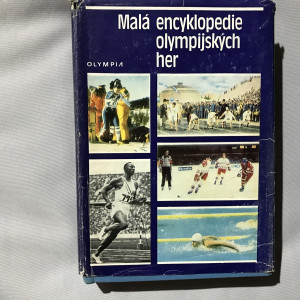 Malá encyklopedie
olympijských
her
OLYMPIA